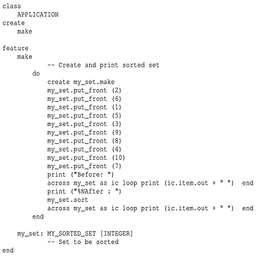 class
APPLICATION
create
make
feature
make
-- Create and print sorted set
do
create my_set.make
my_set.put_front (2)
my_set.put_front (6)
my_set.put_front (1)
my_set.put_front (5)
my_set.put_front (3)
my_set.put_front (9)
my_set.put_front (8)
my_set.put_front (4)
my_set.put_front (10)
my_set.put_front (7)
print ("Before: ")
across my_set as ic loop print (ic.item.out + " ") end
print ("%NAfter : ")
my_set.sort
across my_set as ic loop print (ic.item.out + " ") end
end
my_set: MY_SORTED_SET [INTEGER]
-- Set to be sorted
end